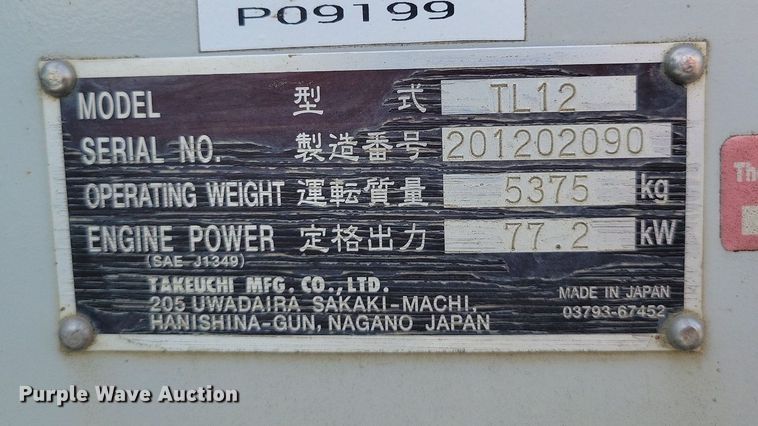 P09199
MODEL 型式 TL12
SERIAL NO. 製造番号 201202090
OPERATING WEIGHT 運転質量 5375 kg
ENGINE POWER 定格出力 77.2 kW
(SAE J1349)
TAKEUCHI MFG. CO.,LTD.
205 UWADAIRA SAKAKI-MACHI,
HANISHINA-GUN, NAGANO JAPAN
MADE IN JAPAN
03793-67452
Purple Wave Auction